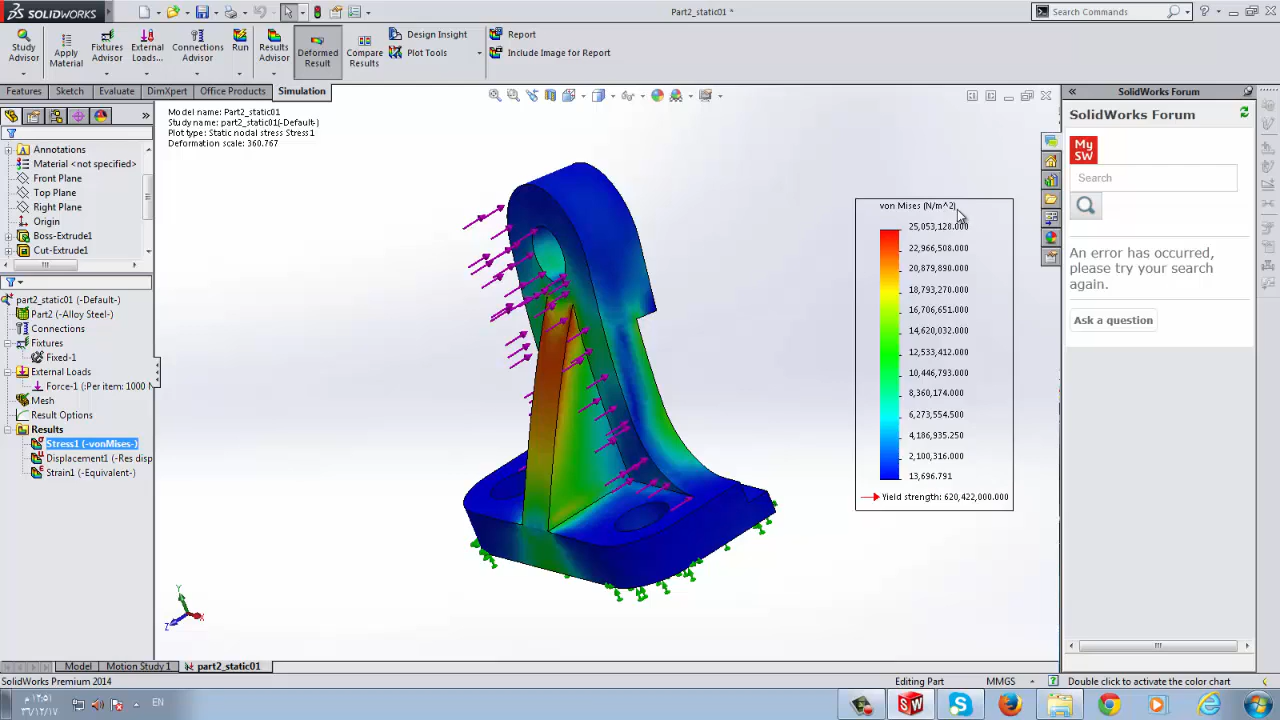 SOLIDWORKS
Part2_static01 *
Search Commands
Study Advisor
Apply Material
Fixtures Advisor
External Loads...
Connections Advisor
Run
Results Advisor
Deformed Result
Compare Results
Design Insight
Plot Tools
Report
Include Image for Report
Features
Sketch
Evaluate
DimXpert
Office Products
Simulation
Annotations
Material <not specified>
Front Plane
Top Plane
Right Plane
Origin
Boss-Extrude1
Cut-Extrude1
part2_static01 (-Default-)
Part2 (-Alloy Steel-)
Connections
Fixtures
Fixed-1
External Loads
Force-1 (:Per item: 1000 N
Mesh
Result Options
Results
Stress1 (-vonMises-)
Displacement1 (-Res disp
Strain1 (-Equivalent-)
Model name: Part2_static01
Study name: part2_static01(-Default-)
Plot type: Static nodal stress Stress1
Deformation scale: 360.767
von Mises (N/m^2)
25,053,128.000
22,966,508.000
20,879,890.000
18,793,270.000
16,706,651.000
14,620,032.000
12,533,412.000
10,446,793.000
8,360,174.000
6,273,554.500
4,186,935.250
2,100,316.000
13,696.791
Yield strength: 620,422,000.000
Y
X
Z
SolidWorks Forum
SolidWorks Forum
My SW
Search
An error has occurred,
please try your search
again.
Ask a question
Model
Motion Study 1
part2_static01
SolidWorks Premium 2014
Editing Part
MMGS
Double click to activate the color chart
EN